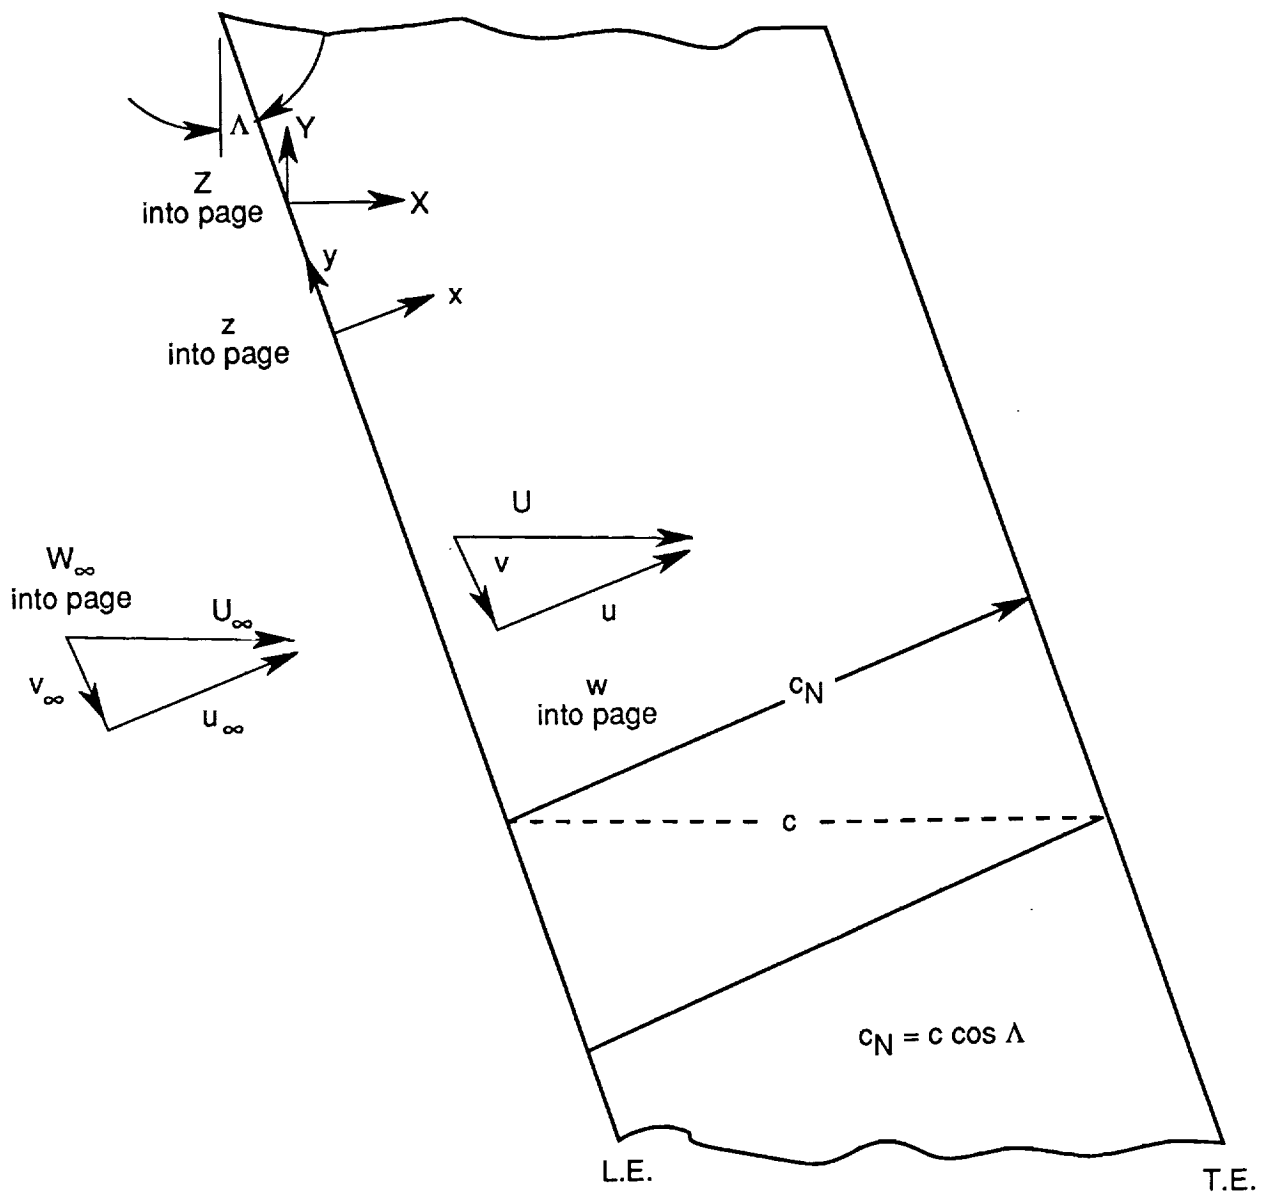 Λ
Y
Z
into page
X
y
x
z
into page
U
v
u
W∞
into page
U∞
v∞
u∞
w
into page
cN
c
cN = c cos Λ
L.E.
T.E.